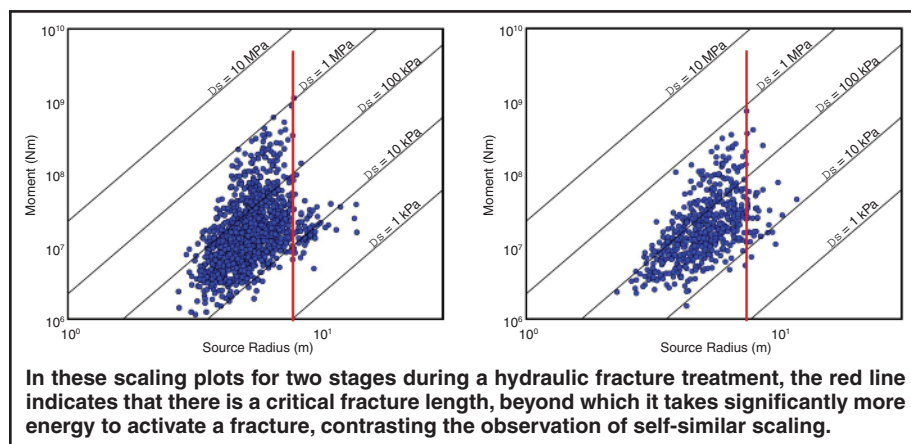 10¹⁰
10⁹
10⁸
10⁷
10⁶
Moment (Nm)
Ds = 10 MPa
Ds = 1 MPa
Ds = 100 kPa
Ds = 10 kPa
Ds = 1 kPa
10⁰
10¹
Source Radius (m)
10¹⁰
10⁹
10⁸
10⁷
10⁶
Moment (Nm)
Ds = 10 MPa
Ds = 1 MPa
Ds = 100 kPa
Ds = 10 kPa
Ds = 1 kPa
10⁰
10¹
Source Radius (m)
In these scaling plots for two stages during a hydraulic fracture treatment, the red line
indicates that there is a critical fracture length, beyond which it takes significantly more
energy to activate a fracture, contrasting the observation of self-similar scaling.